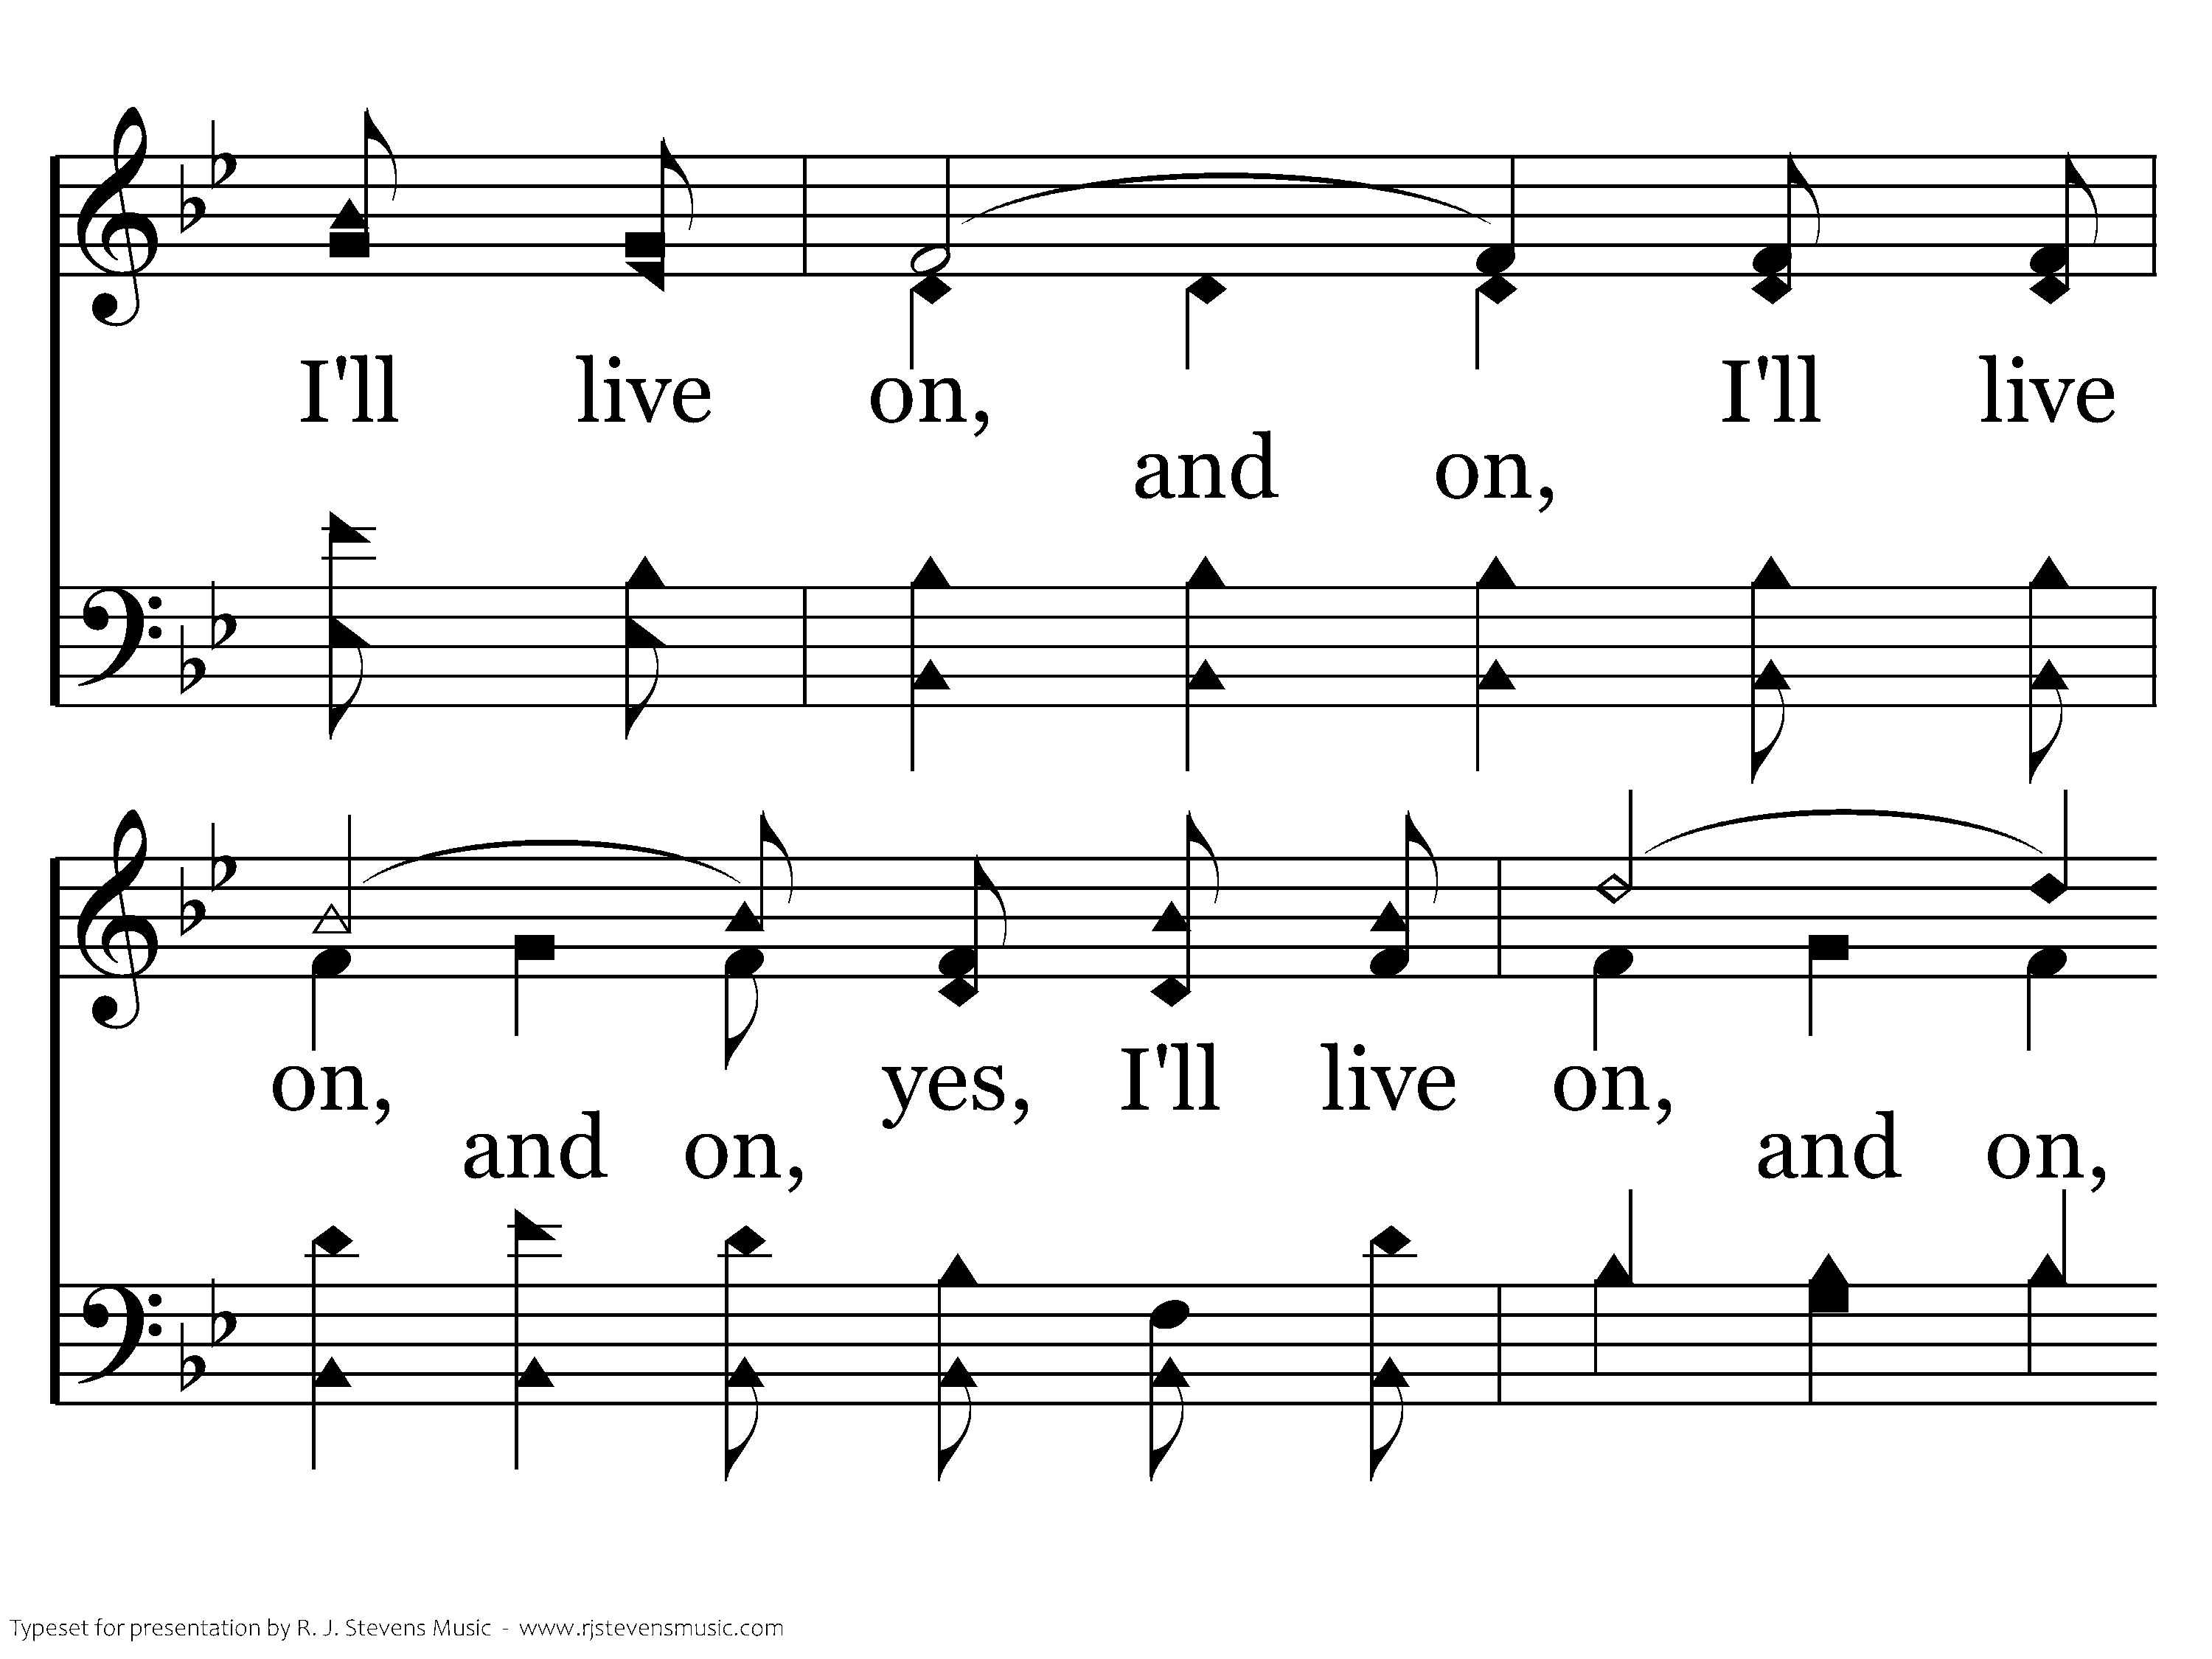 I'll live on, I'll live
and on,
on, yes, I'll live on,
and on, and on,
Typeset for presentation by R. J. Stevens Music - www.rjstevensmusic.com